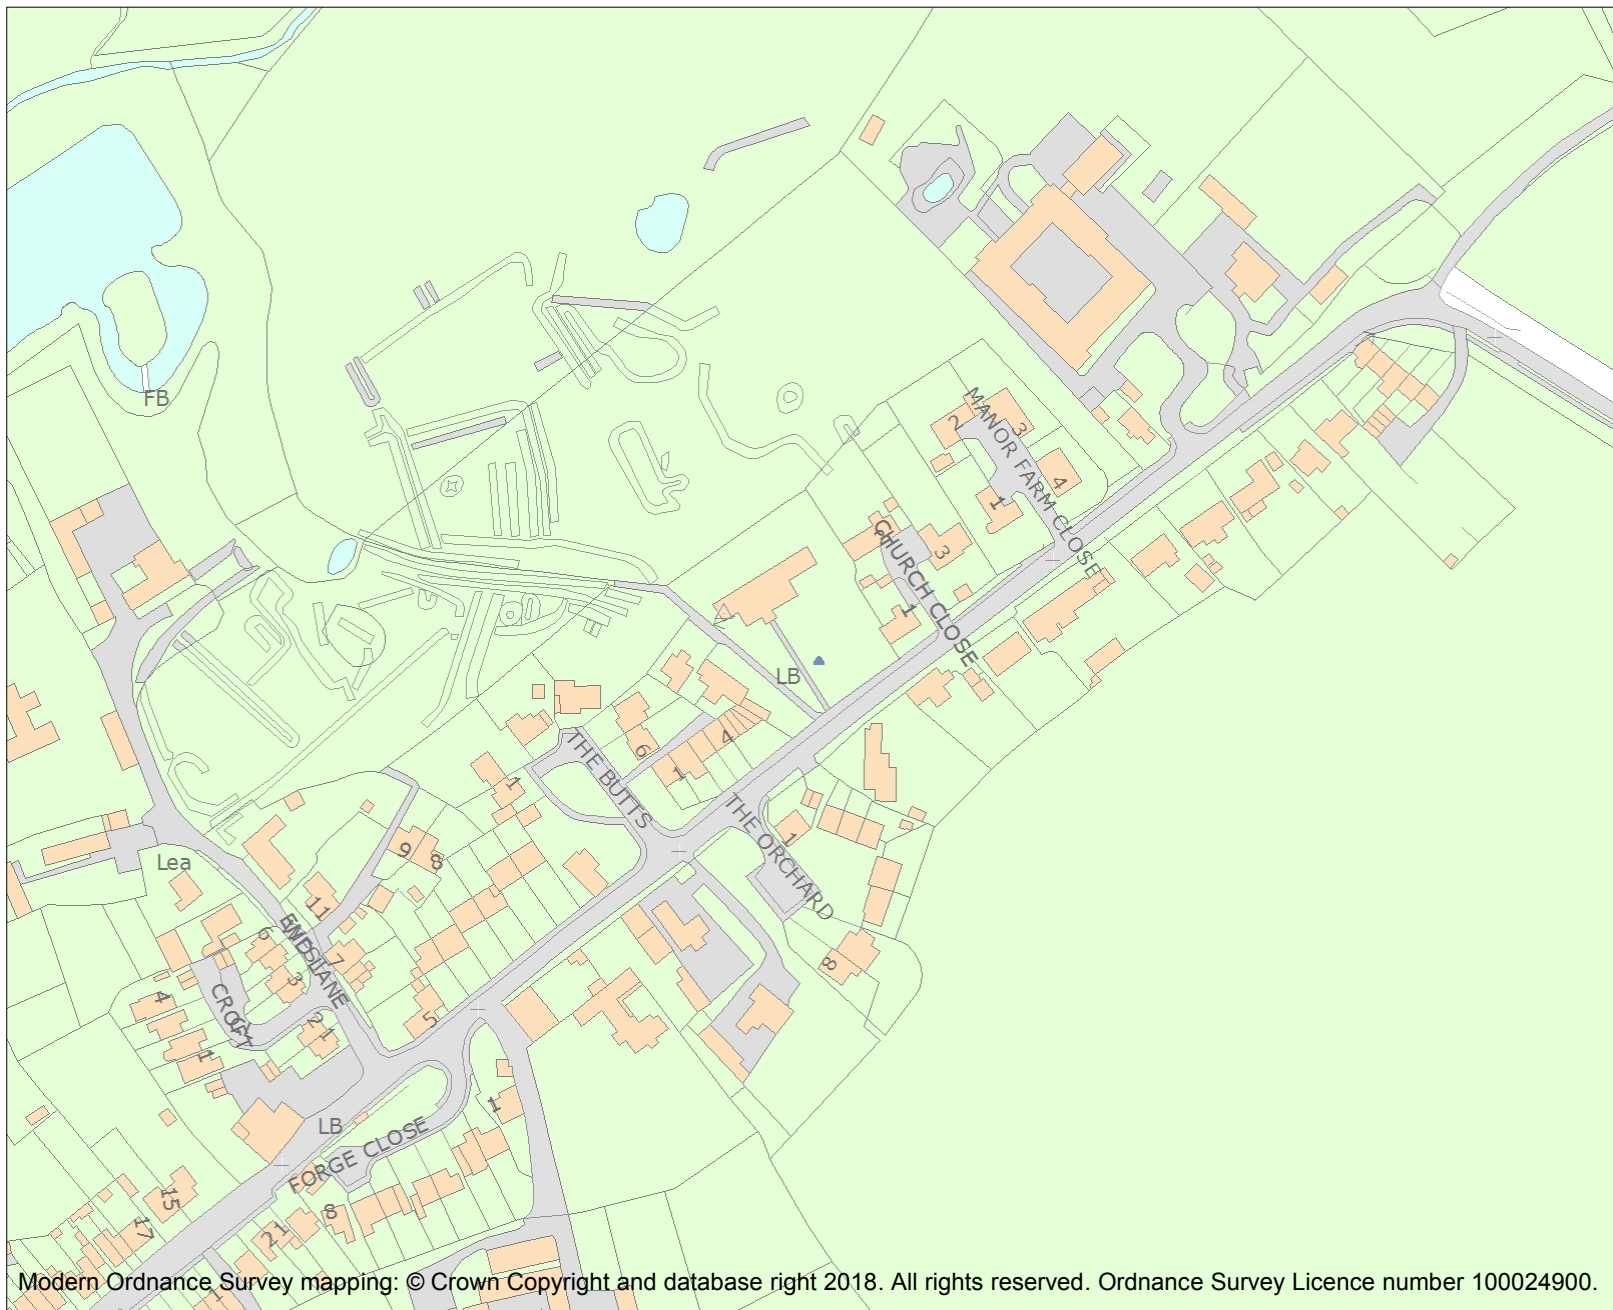 FB
MANOR FARM CLOSE
2
3
4
1
CHURCH CLOSE
3
1
LB
THE BUTTS
6
4
1
1
THE ORCHARD
1
8
Lea
9
8
11
7
6
3
CROFT
4
1
2
1
5
LB
FORGE CLOSE
1
8
21
15
17
Modern Ordnance Survey mapping: © Crown Copyright and database right 2018. All rights reserved. Ordnance Survey Licence number 100024900.